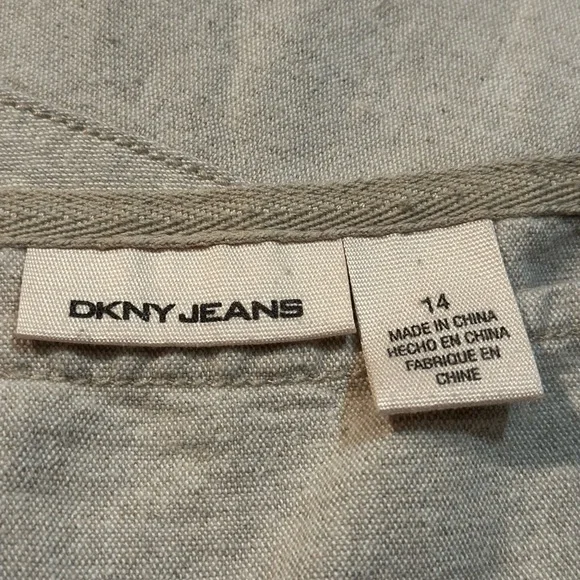 DKNY JEANS
14
MADE IN CHINA
HECHO EN CHINA
FABRIQUE EN
CHINE